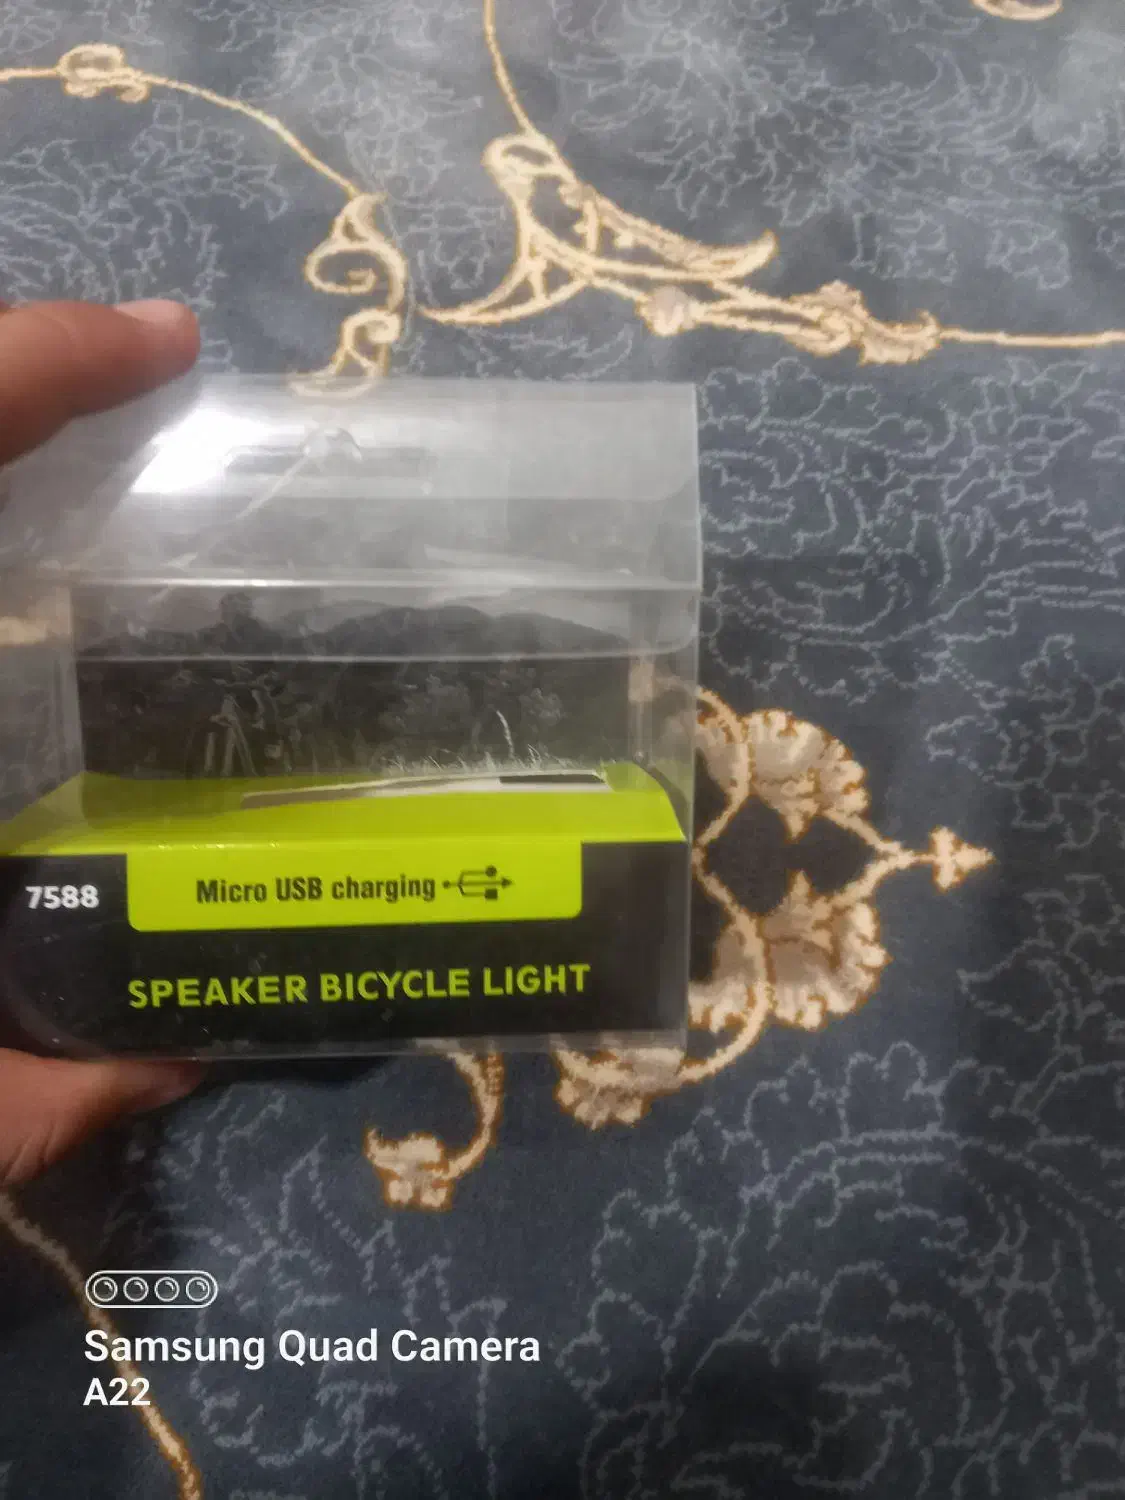 7588
Micro USB charging
SPEAKER BICYCLE LIGHT
Samsung Quad Camera
A22